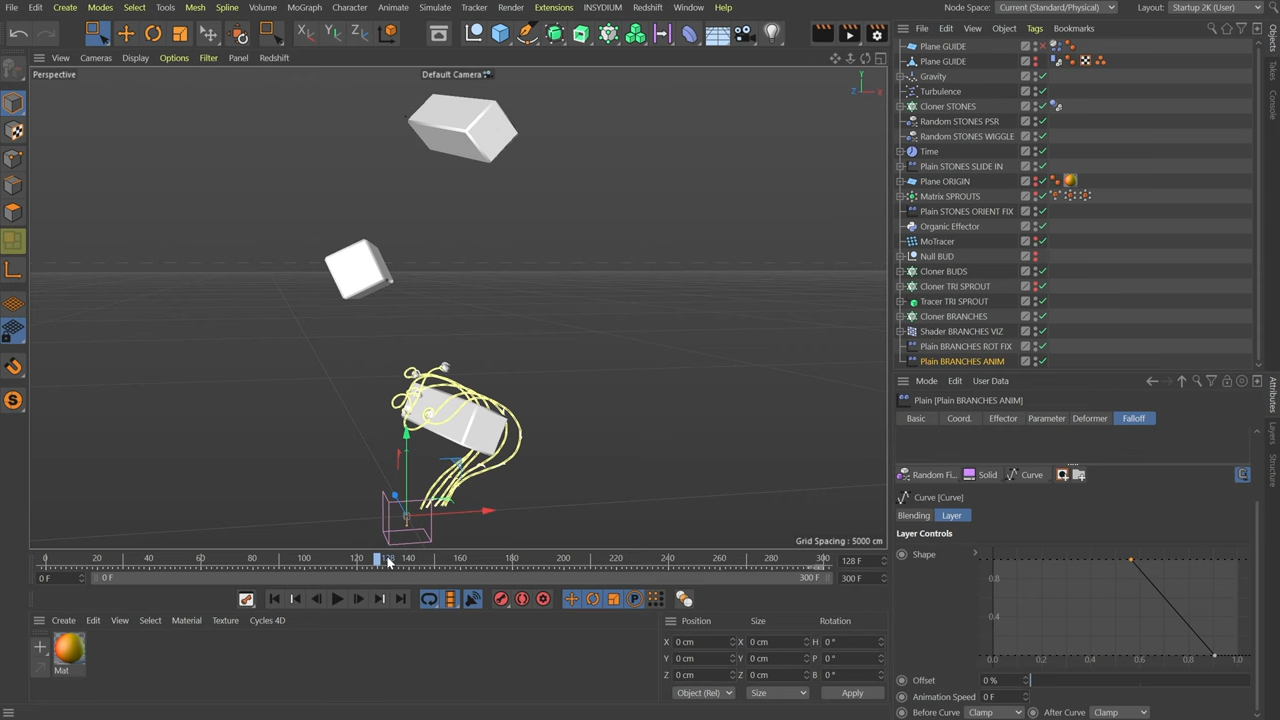 File Edit Create Modes Select Tools Mesh Spline Volume MoGraph Character Animate Simulate Tracker Render Extensions INSYDIUM Redshift Window Help Node Space: Current (Standard/Physical) Layout: Startup 2K (User)
X Y Z
View Cameras Display Options Filter Panel Redshift
File Edit View Object Tags Bookmarks
Perspective
Default Camera
Y
Z X
Plane GUIDE
Plane GUIDE
Gravity
Turbulence
Cloner STONES
Random STONES PSR
Random STONES WIGGLE
Time
Plain STONES SLIDE IN
Plane ORIGIN
Matrix SPROUTS
Plain STONES ORIENT FIX
Organic Effector
MoTracer
Null BUD
Cloner BUDS
Cloner TRI SPROUT
Tracer TRI SPROUT
Cloner BRANCHES
Shader BRANCHES VIZ
Plain BRANCHES ROT FIX
Plain BRANCHES ANIM
Objects
Takes
Console
Mode Edit User Data
Plain [Plain BRANCHES ANIM]
Basic Coord. Effector Parameter Deformer Falloff
Attributes
Layers
Structure
Random Fi... Solid Curve
Curve [Curve]
Blending Layer
Layer Controls
Shape
0.8
0.4
0.0 0.2 0.4 0.6 0.8 1.0
Offset 0 %
Animation Speed 0 F
Before Curve Clamp After Curve Clamp
Grid Spacing : 5000 cm
0 20 40 60 80 100 120 128 140 160 180 200 220 240 260 280 300 128 F
0 F 0 F 300 F 300 F
Create Edit View Select Material Texture Cycles 4D
Mat
Position Size Rotation
X 0 cm X 0 cm H 0 °
Y 0 cm Y 0 cm P 0 °
Z 0 cm Z 0 cm B 0 °
Object (Rel) Size Apply